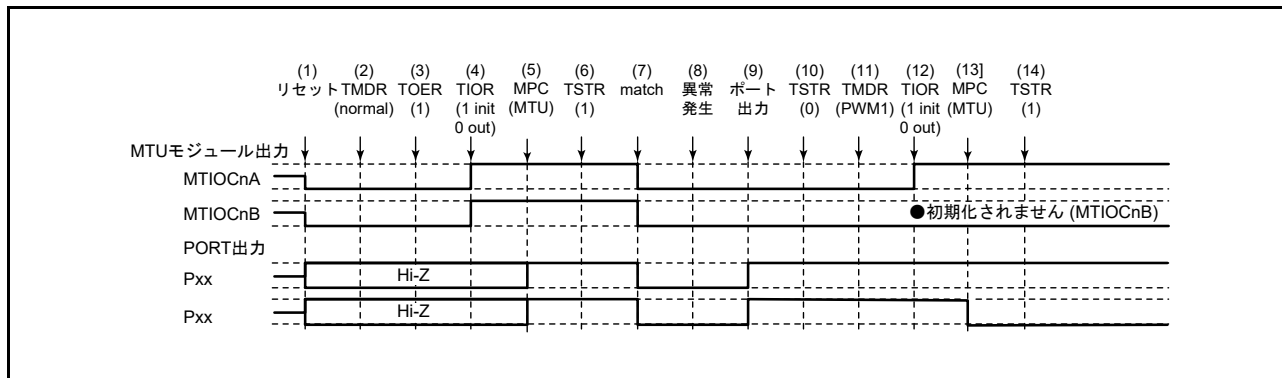 (1) (2) (3) (4) (5) (6) (7) (8) (9) (10) (11) (12) (13] (14)
リセット TMDR TOER TIOR MPC TSTR match 異常 ポート TSTR TMDR TIOR MPC TSTR
(normal) (1) (1 init (MTU) (1) 発生 出力 (0) (PWM1) (1 init (MTU) (1)
0 out) 0 out)
MTUモジュール出力
MTIOCnA
MTIOCnB ●初期化されません (MTIOCnB)
PORT出力
Pxx Hi-Z
Pxx Hi-Z